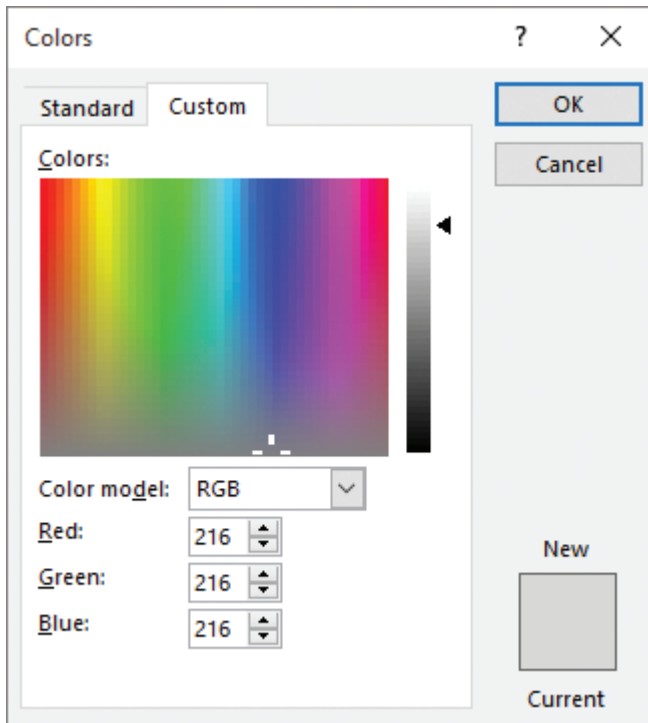 Colors ?
Standard Custom OK
Cancel
Colors:
Color model: RGB
Red: 216
Green: 216
Blue: 216
New
Current